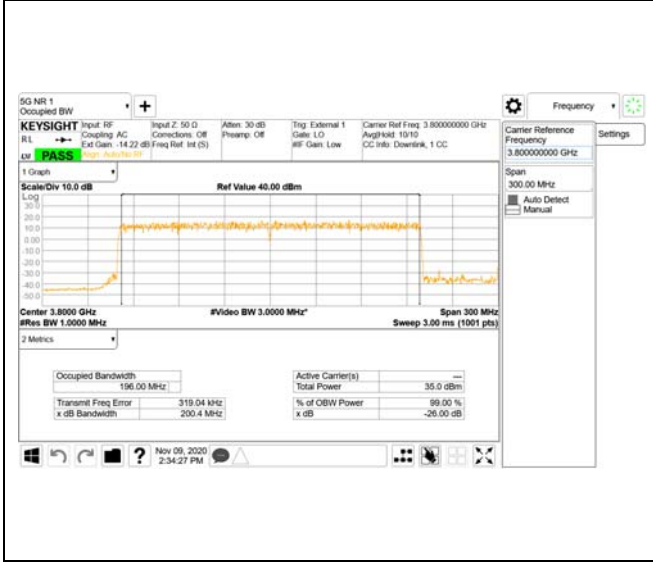 5G NR 1
Occupied BW
+
Frequency
Settings
KEYSIGHT
RL
PASS
Input: RF
Coupling: AC
Ext Gain: -14.22 dB
Align: Auto/No RF
Input Z: 50 Ω
Corrections: Off
Freq Ref: Int (S)
Atten: 30 dB
Preamp: Off
Trig: External 1
Gate: LO
#IF Gain: Low
Carrier Ref Freq: 3.800000000 GHz
Avg|Hold: 10/10
CC Info: Downlink, 1 CC
Carrier Reference
Frequency
3.800000000 GHz
Span
300.00 MHz
Auto Detect
Manual
1 Graph
Scale/Div 10.0 dB
Ref Value 40.00 dBm
Log
30.0
20.0
10.0
0.00
-10.0
-20.0
-30.0
-40.0
-50.0
Center 3.8000 GHz
#Video BW 3.0000 MHz*
Span 300 MHz
#Res BW 1.0000 MHz
Sweep 3.00 ms (1001 pts)
2 Metrics
Occupied Bandwidth
196.00 MHz
Active Carrier(s)
---
Total Power
35.0 dBm
Transmit Freq Error
319.04 kHz
% of OBW Power
99.00 %
x dB Bandwidth
200.4 MHz
x dB
-26.00 dB
?
Nov 09, 2020
2:34:27 PM